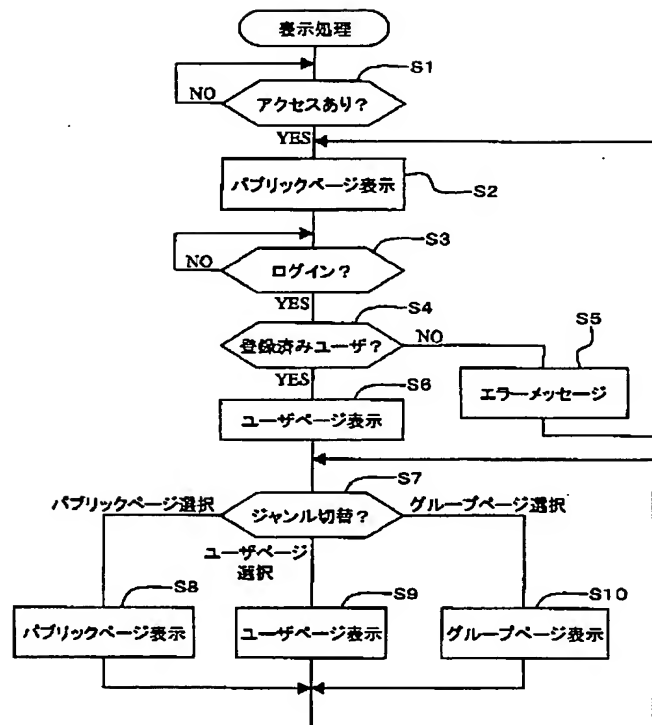 表示処理
S1
NO
アクセスあり?
YES
パブリックページ表示
S2
S3
NO
ログイン?
YES
S4
登録済みユーザ?
NO
S5
YES
エラーメッセージ
S6
ユーザページ表示
S7
パブリックページ選択
ジャンル切替?
グループページ選択
ユーザページ
選択
S8
S9
S10
パブリックページ表示
ユーザページ表示
グループページ表示